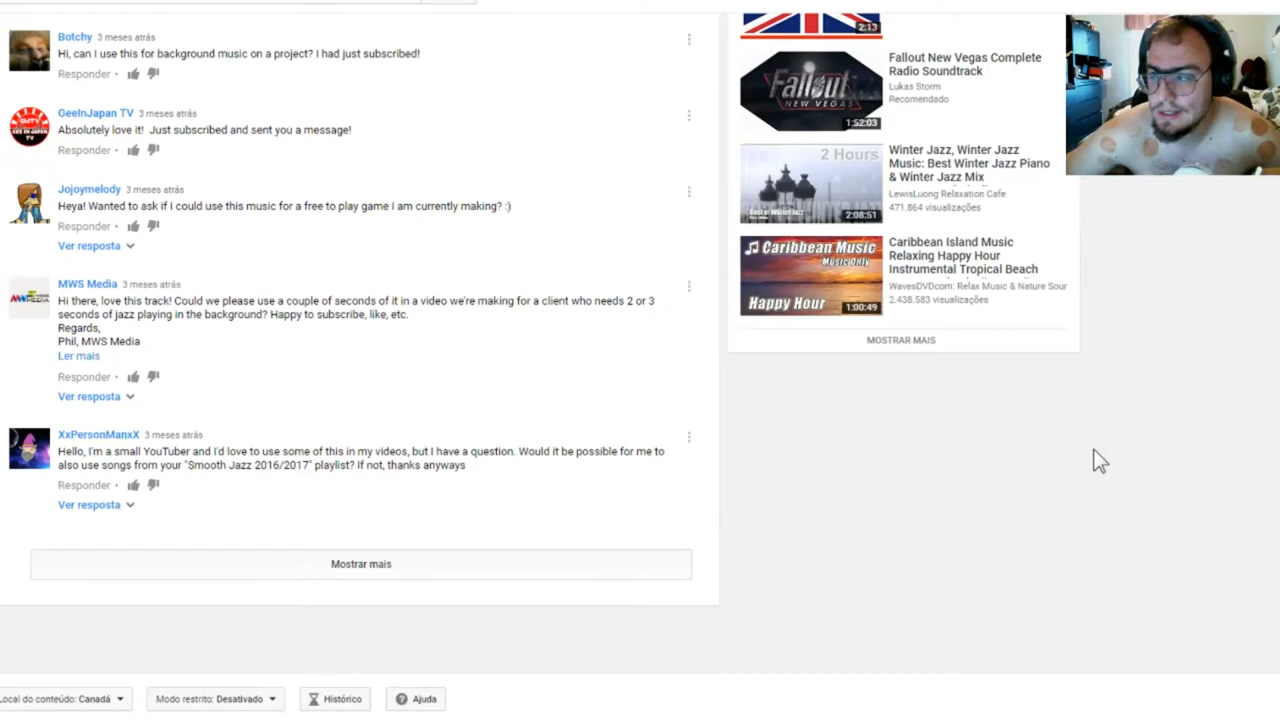 Botchy 3 meses atrás
Hi, can I use this for background music on a project? I had just subscribed!
Responder •
GeeInJapan TV 3 meses atrás
Absolutely love it! Just subscribed and sent you a message!
Responder •
Jojoymelody 3 meses atrás
Heya! Wanted to ask if I could use this music for a free to play game I am currently making? :)
Responder •
Ver resposta
MWS Media 3 meses atrás
Hi there, love this track! Could we please use a couple of seconds of it in a video we're making for a client who needs 2 or 3
seconds of jazz playing in the background? Happy to subscribe, like, etc.
Regards,
Phil, MWS Media
Ler mais
Responder •
Ver resposta
XxPersonManxX 3 meses atrás
Hello, I'm a small YouTuber and I'd love to use some of this in my videos, but I have a question. Would it be possible for me to
also use songs from your "Smooth Jazz 2016/2017" playlist? If not, thanks anyways
Responder •
Ver resposta
Mostrar mais
2:13
Fallout
NEW VEGAS
1:52:03
Fallout New Vegas Complete
Radio Soundtrack
Lukas Storm
Recomendado
2 Hours
2:08:51
Winter Jazz, Winter Jazz
Music: Best Winter Jazz Piano
& Winter Jazz Mix
LewisLuong Relaxation Cafe
471.864 visualizações
Caribbean Music
Music Only
Happy Hour
1:00:49
Caribbean Island Music
Relaxing Happy Hour
Instrumental Tropical Beach
WavesDVDcom: Relax Music & Nature Sour
2.438.583 visualizações
MOSTRAR MAIS
Local do conteúdo: Canadá
Modo restrito: Desativado
Histórico
Ajuda